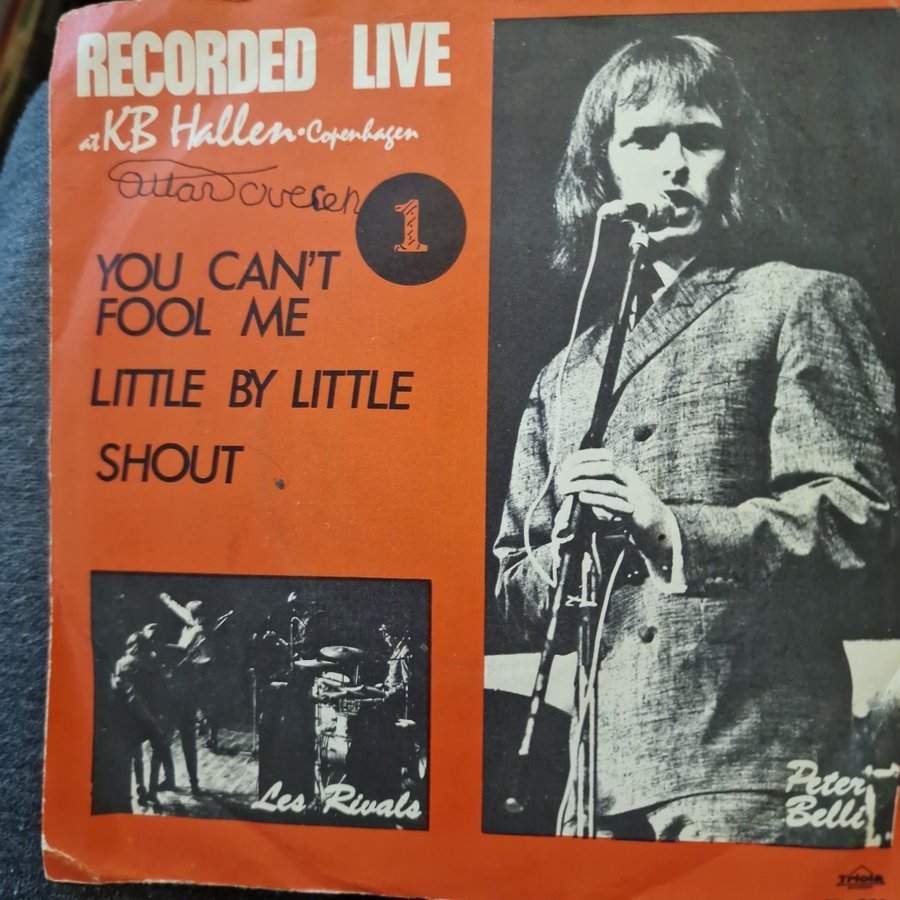 RECORDED LIVE
at KB Hallen • Copenhagen
1
YOU CAN'T
FOOL ME
LITTLE BY LITTLE
SHOUT
Les Rivals
Peter
Belli
Triola